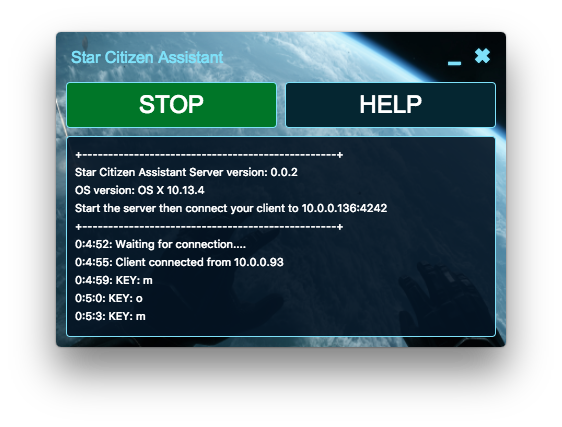 Star Citizen Assistant
STOP HELP
+-------------------------------------------------+
Star Citizen Assistant Server version: 0.0.2
OS version: OS X 10.13.4
Start the server then connect your client to 10.0.0.136:4242
+-------------------------------------------------+
0:4:52: Waiting for connection....
0:4:55: Client connected from 10.0.0.93
0:4:59: KEY: m
0:5:0: KEY: o
0:5:3: KEY: m